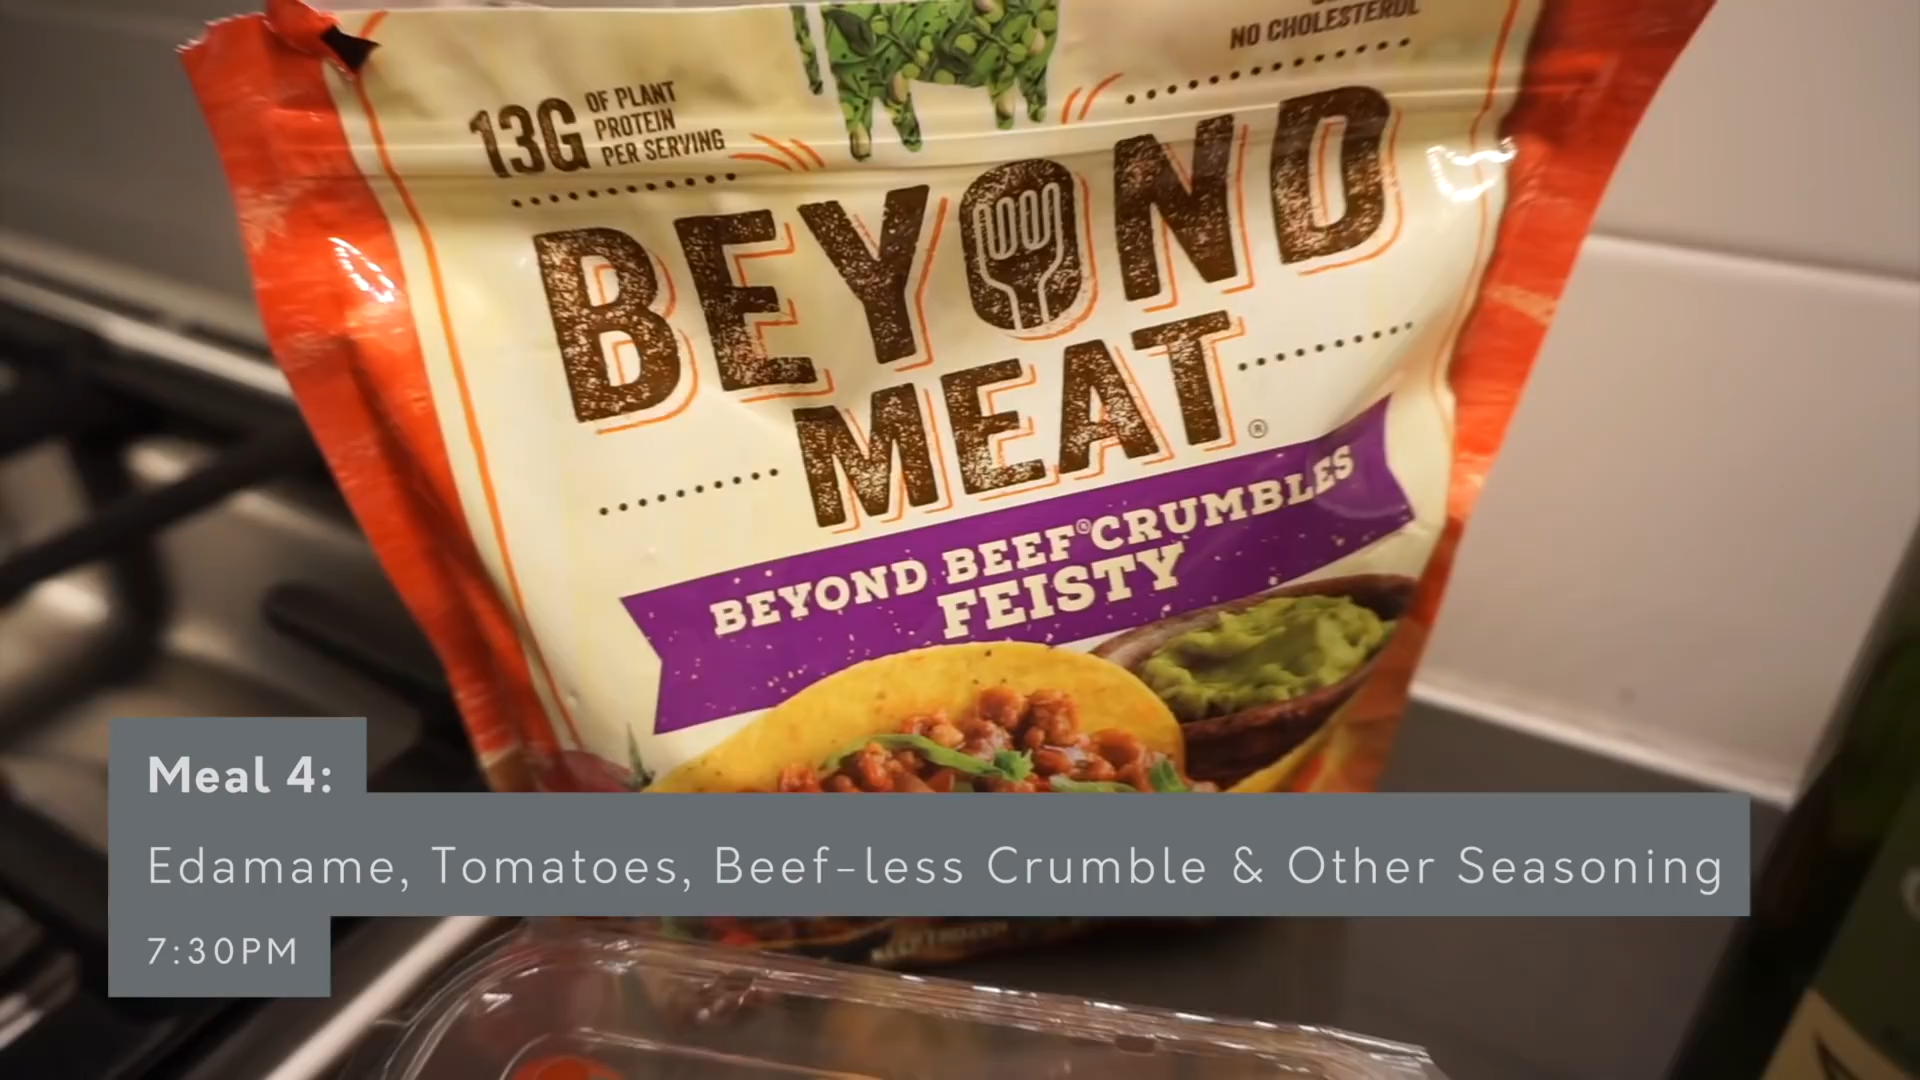 NO CHOLESTEROL
13G OF PLANT
PROTEIN
PER SERVING
BEYOND
MEAT®
BEYOND BEEF® CRUMBLES
FEISTY
Meal 4:
Edamame, Tomatoes, Beef-less Crumble & Other Seasoning
7:30PM